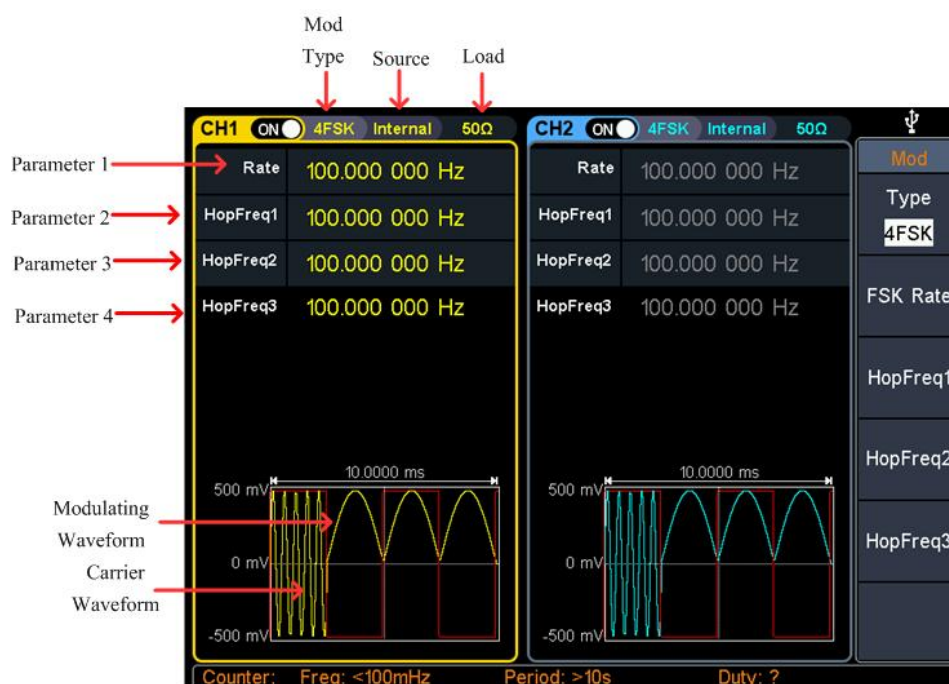 Mod
Type
Source
Load
CH1 ON 4FSK Internal 50Ω
CH2 ON 4FSK Internal 50Ω
Mod
Parameter 1
Rate 100.000 000 Hz
Rate 100.000 000 Hz
Type
4FSK
Parameter 2
HopFreq1 100.000 000 Hz
HopFreq1 100.000 000 Hz
Parameter 3
HopFreq2 100.000 000 Hz
HopFreq2 100.000 000 Hz
FSK Rate
Parameter 4
HopFreq3 100.000 000 Hz
HopFreq3 100.000 000 Hz
HopFreq1
HopFreq2
HopFreq3
10.0000 ms
500 mV
0 mV
-500 mV
10.0000 ms
500 mV
0 mV
-500 mV
Modulating
Waveform
Carrier
Waveform
Counter: Freq: <100mHz Period: >10s Duty: ?